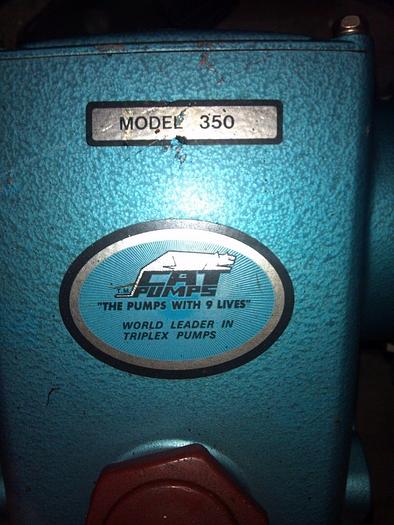 MODEL 350
CAT
T.M. PUMPS
"THE PUMPS WITH 9 LIVES"
WORLD LEADER IN
TRIPLEX PUMPS